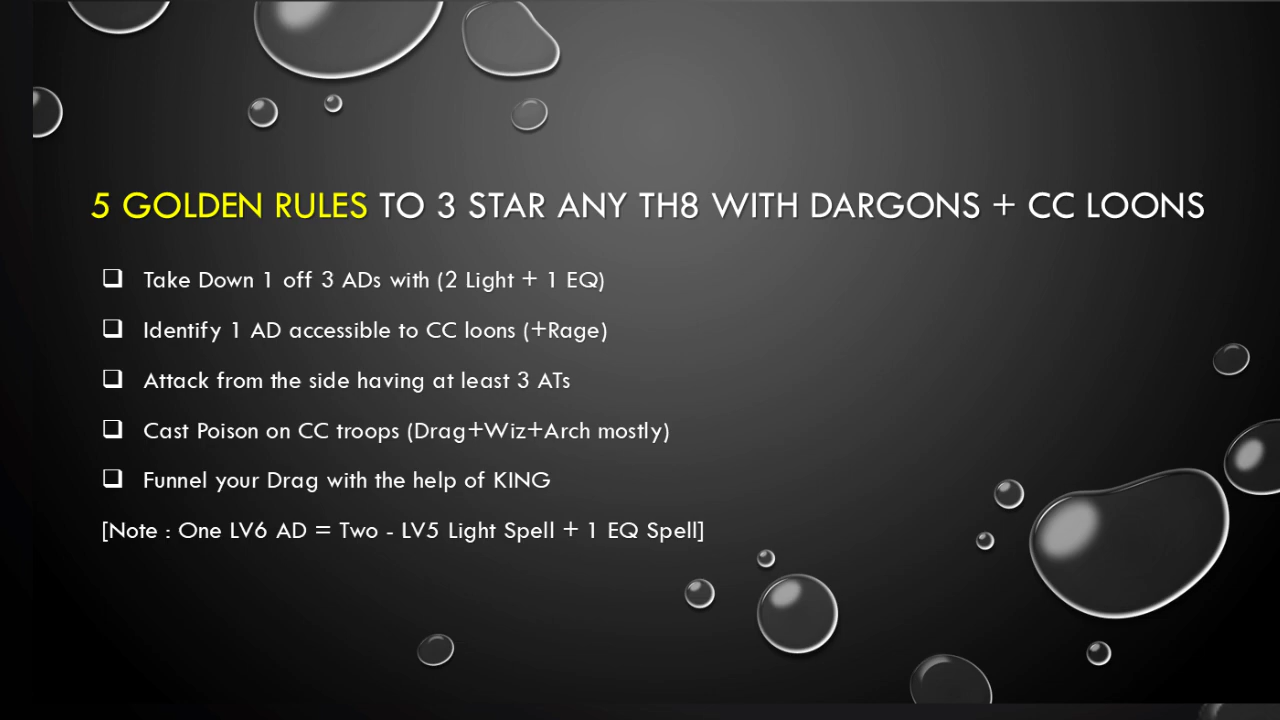 5 GOLDEN RULES TO 3 STAR ANY TH8 WITH DARGONS + CC LOONS
❑ Take Down 1 off 3 ADs with (2 Light + 1 EQ)
❑ Identify 1 AD accessible to CC loons (+Rage)
❑ Attack from the side having at least 3 ATs
❑ Cast Poison on CC troops (Drag+Wiz+Arch mostly)
❑ Funnel your Drag with the help of KING
[Note : One LV6 AD = Two - LV5 Light Spell + 1 EQ Spell]